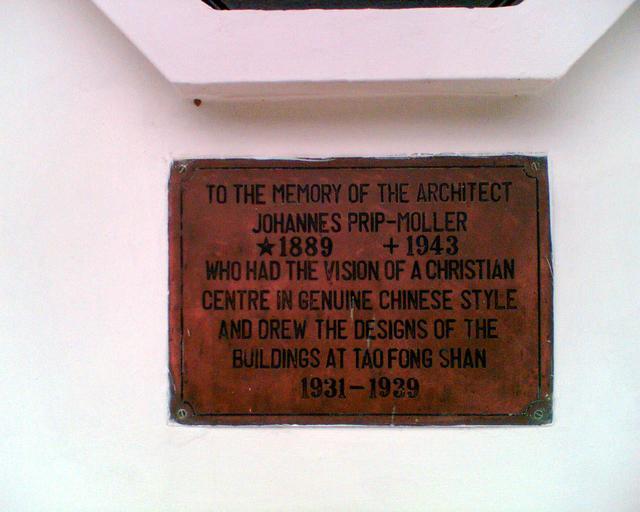 TO THE MEMORY OF THE ARCHITECT
JOHANNES PRIP-MOLLER
★1889 +1943
WHO HAD THE VISION OF A CHRISTIAN
CENTRE IN GENUINE CHINESE STYLE
AND DREW THE DESIGNS OF THE
BUILDINGS AT TAO FONG SHAN
1931-1939